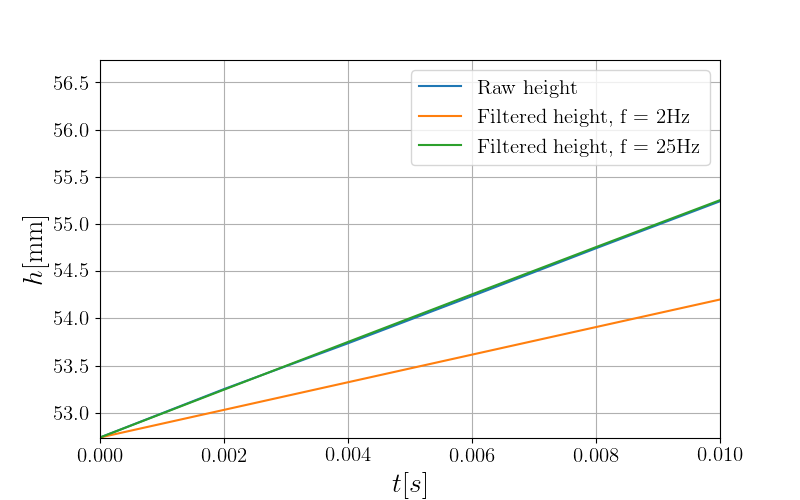 Raw height
Filtered height, f = 2Hz
Filtered height, f = 25Hz
56.5
56.0
55.5
55.0
54.5
54.0
53.5
53.0
h[mm]
0.000 0.002 0.004 0.006 0.008 0.010
t[s]